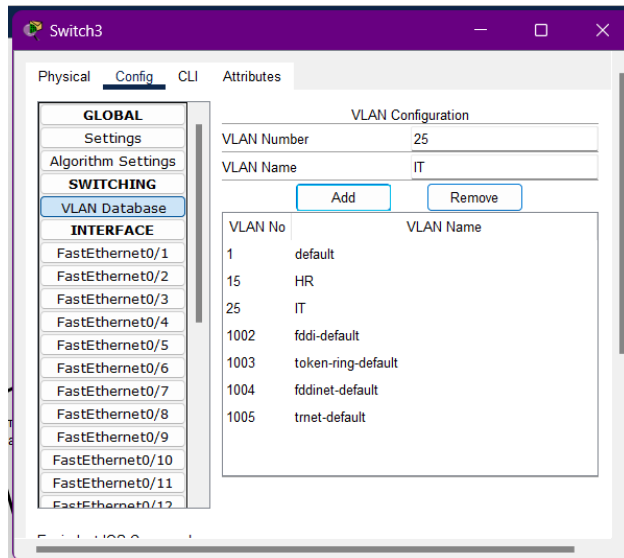 Switch3
Physical Config CLI Attributes
GLOBAL
Settings
Algorithm Settings
SWITCHING
VLAN Database
INTERFACE
FastEthernet0/1
FastEthernet0/2
FastEthernet0/3
FastEthernet0/4
FastEthernet0/5
FastEthernet0/6
FastEthernet0/7
FastEthernet0/8
FastEthernet0/9
FastEthernet0/10
FastEthernet0/11
FastEthernet0/12
VLAN Configuration
VLAN Number 25
VLAN Name IT
Add Remove
VLAN No VLAN Name
1 default
15 HR
25 IT
1002 fddi-default
1003 token-ring-default
1004 fddinet-default
1005 trnet-default